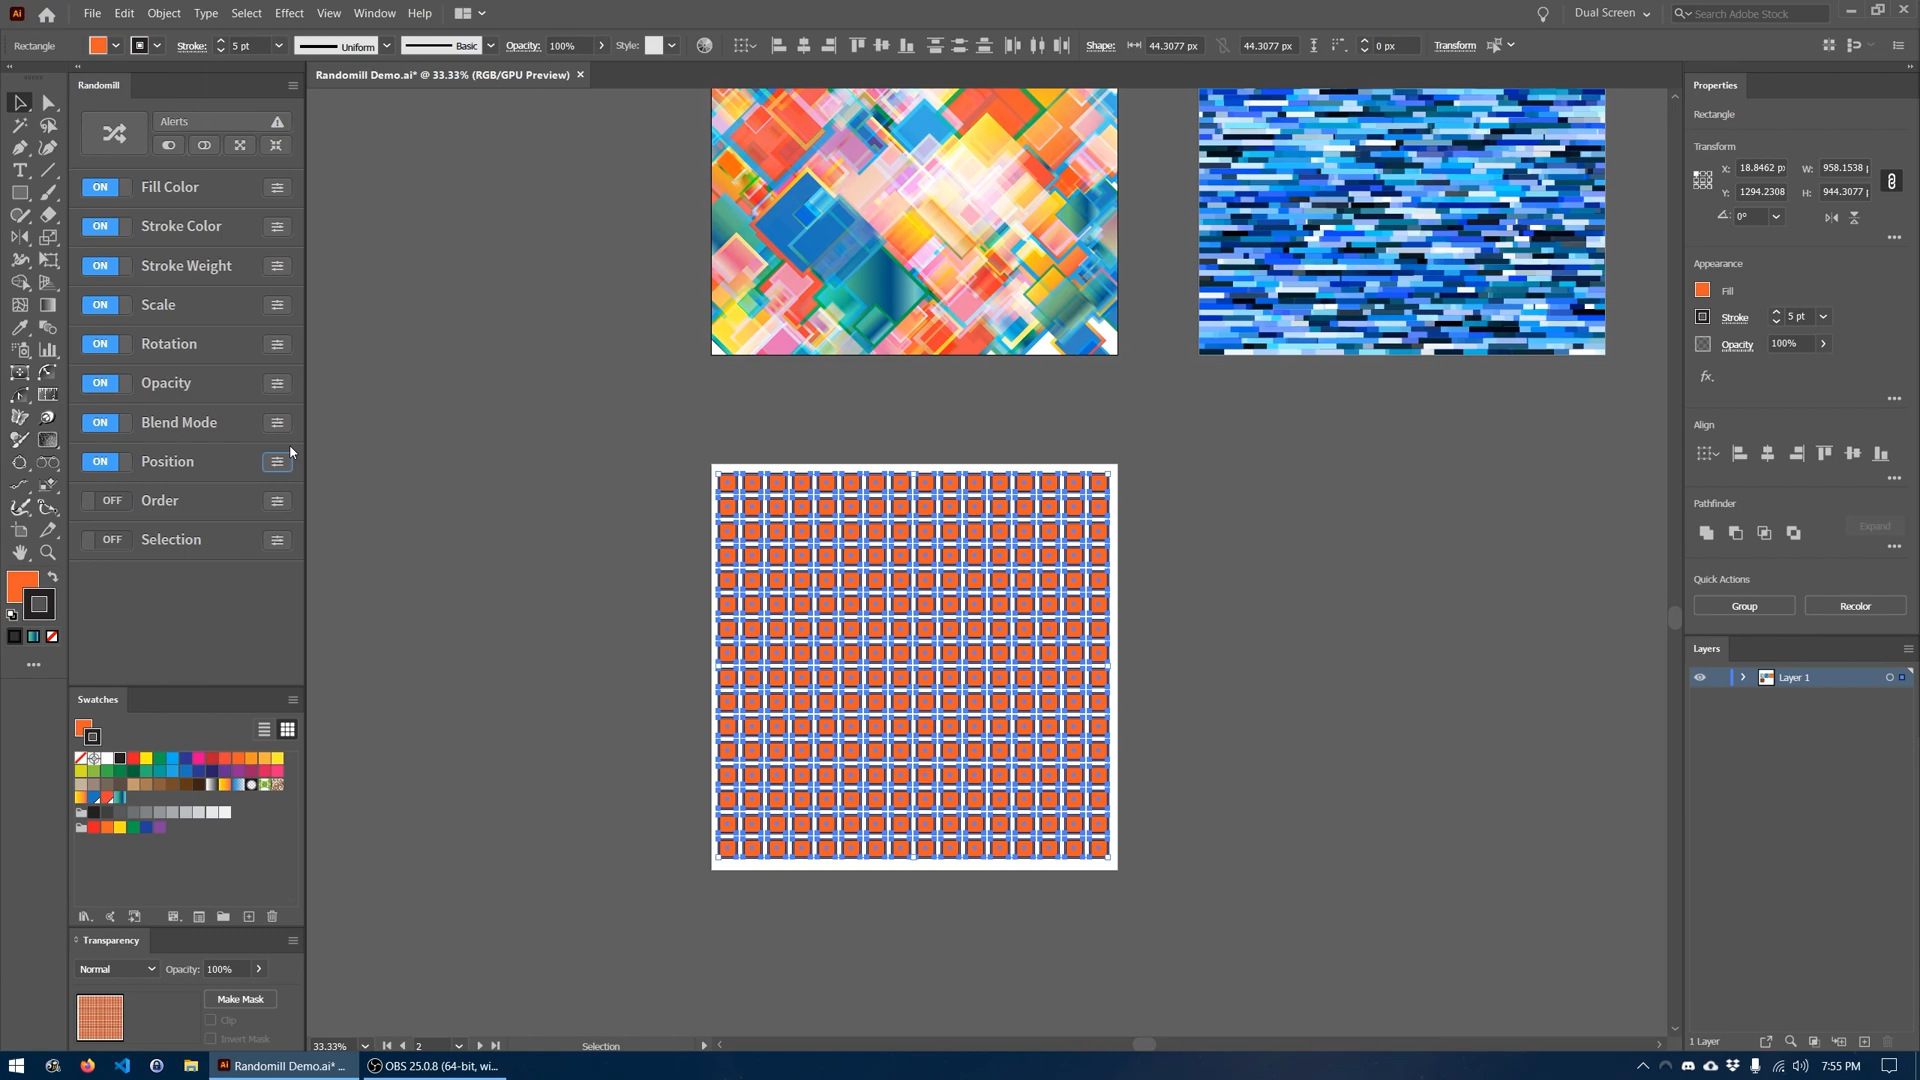 Ai File Edit Object Type Select Effect View Window Help Dual Screen Search Adobe Stock
Rectangle Stroke: 5 pt Uniform Basic Opacity: 100% Style: Shape: 44.3077 px 44.3077 px 0 px Transform
Randomill Demo.ai* @ 33.33% (RGB/GPU Preview) ×
Randomill
Alerts
ON Fill Color
ON Stroke Color
ON Stroke Weight
ON Scale
ON Rotation
ON Opacity
ON Blend Mode
ON Position
OFF Order
OFF Selection
Swatches
Transparency
Normal Opacity: 100%
Make Mask
Clip
Invert Mask
33.33% 2 Selection
Properties
Rectangle
Transform
X: 18.8462 px W: 958.1538
Y: 1294.2308 H: 944.3077
0°
Appearance
Fill
Stroke 5 pt
Opacity 100%
fx.
Align
Pathfinder
Expand
Quick Actions
Group Recolor
Layers
Layer 1
1 Layer
Randomill Demo.ai* ... OBS 25.0.8 (64-bit, wi... 7:55 PM